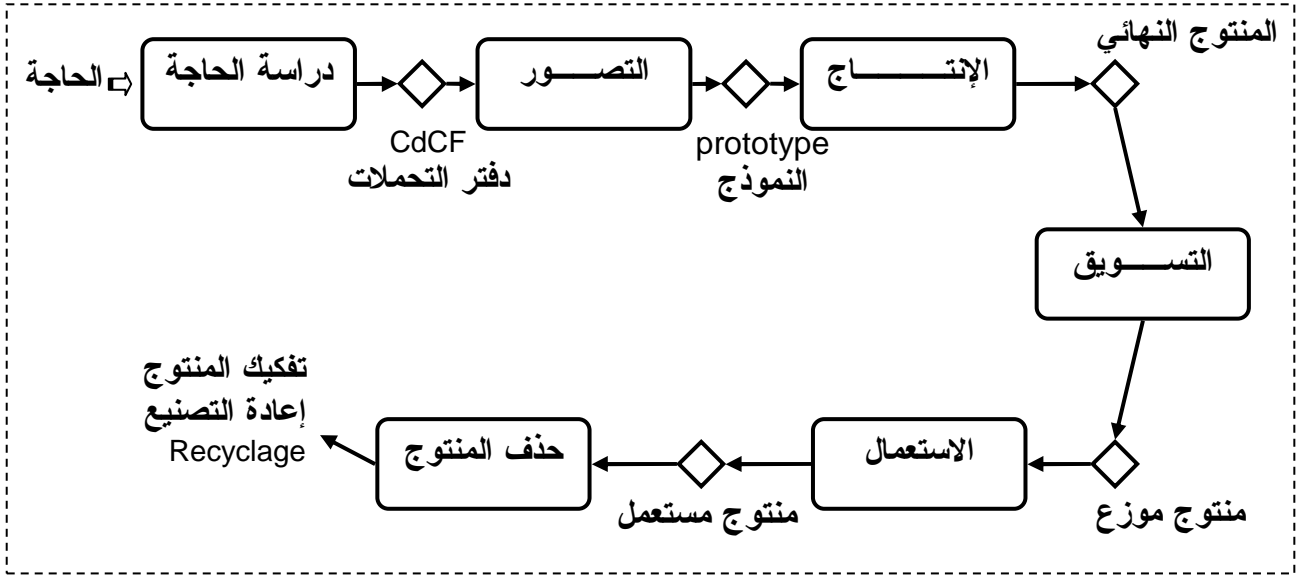 الحاجة
دراسة الحاجة
CdCF
دفتر التحملات
التصـــــور
prototype
النموذج
الإنتـــــــــاج
المنتوج النهائي
التســــويق
منتوج موزع
الاستعمال
منتوج مستعمل
حذف المنتوج
تفكيك المنتوج
إعادة التصنيع
Recyclage